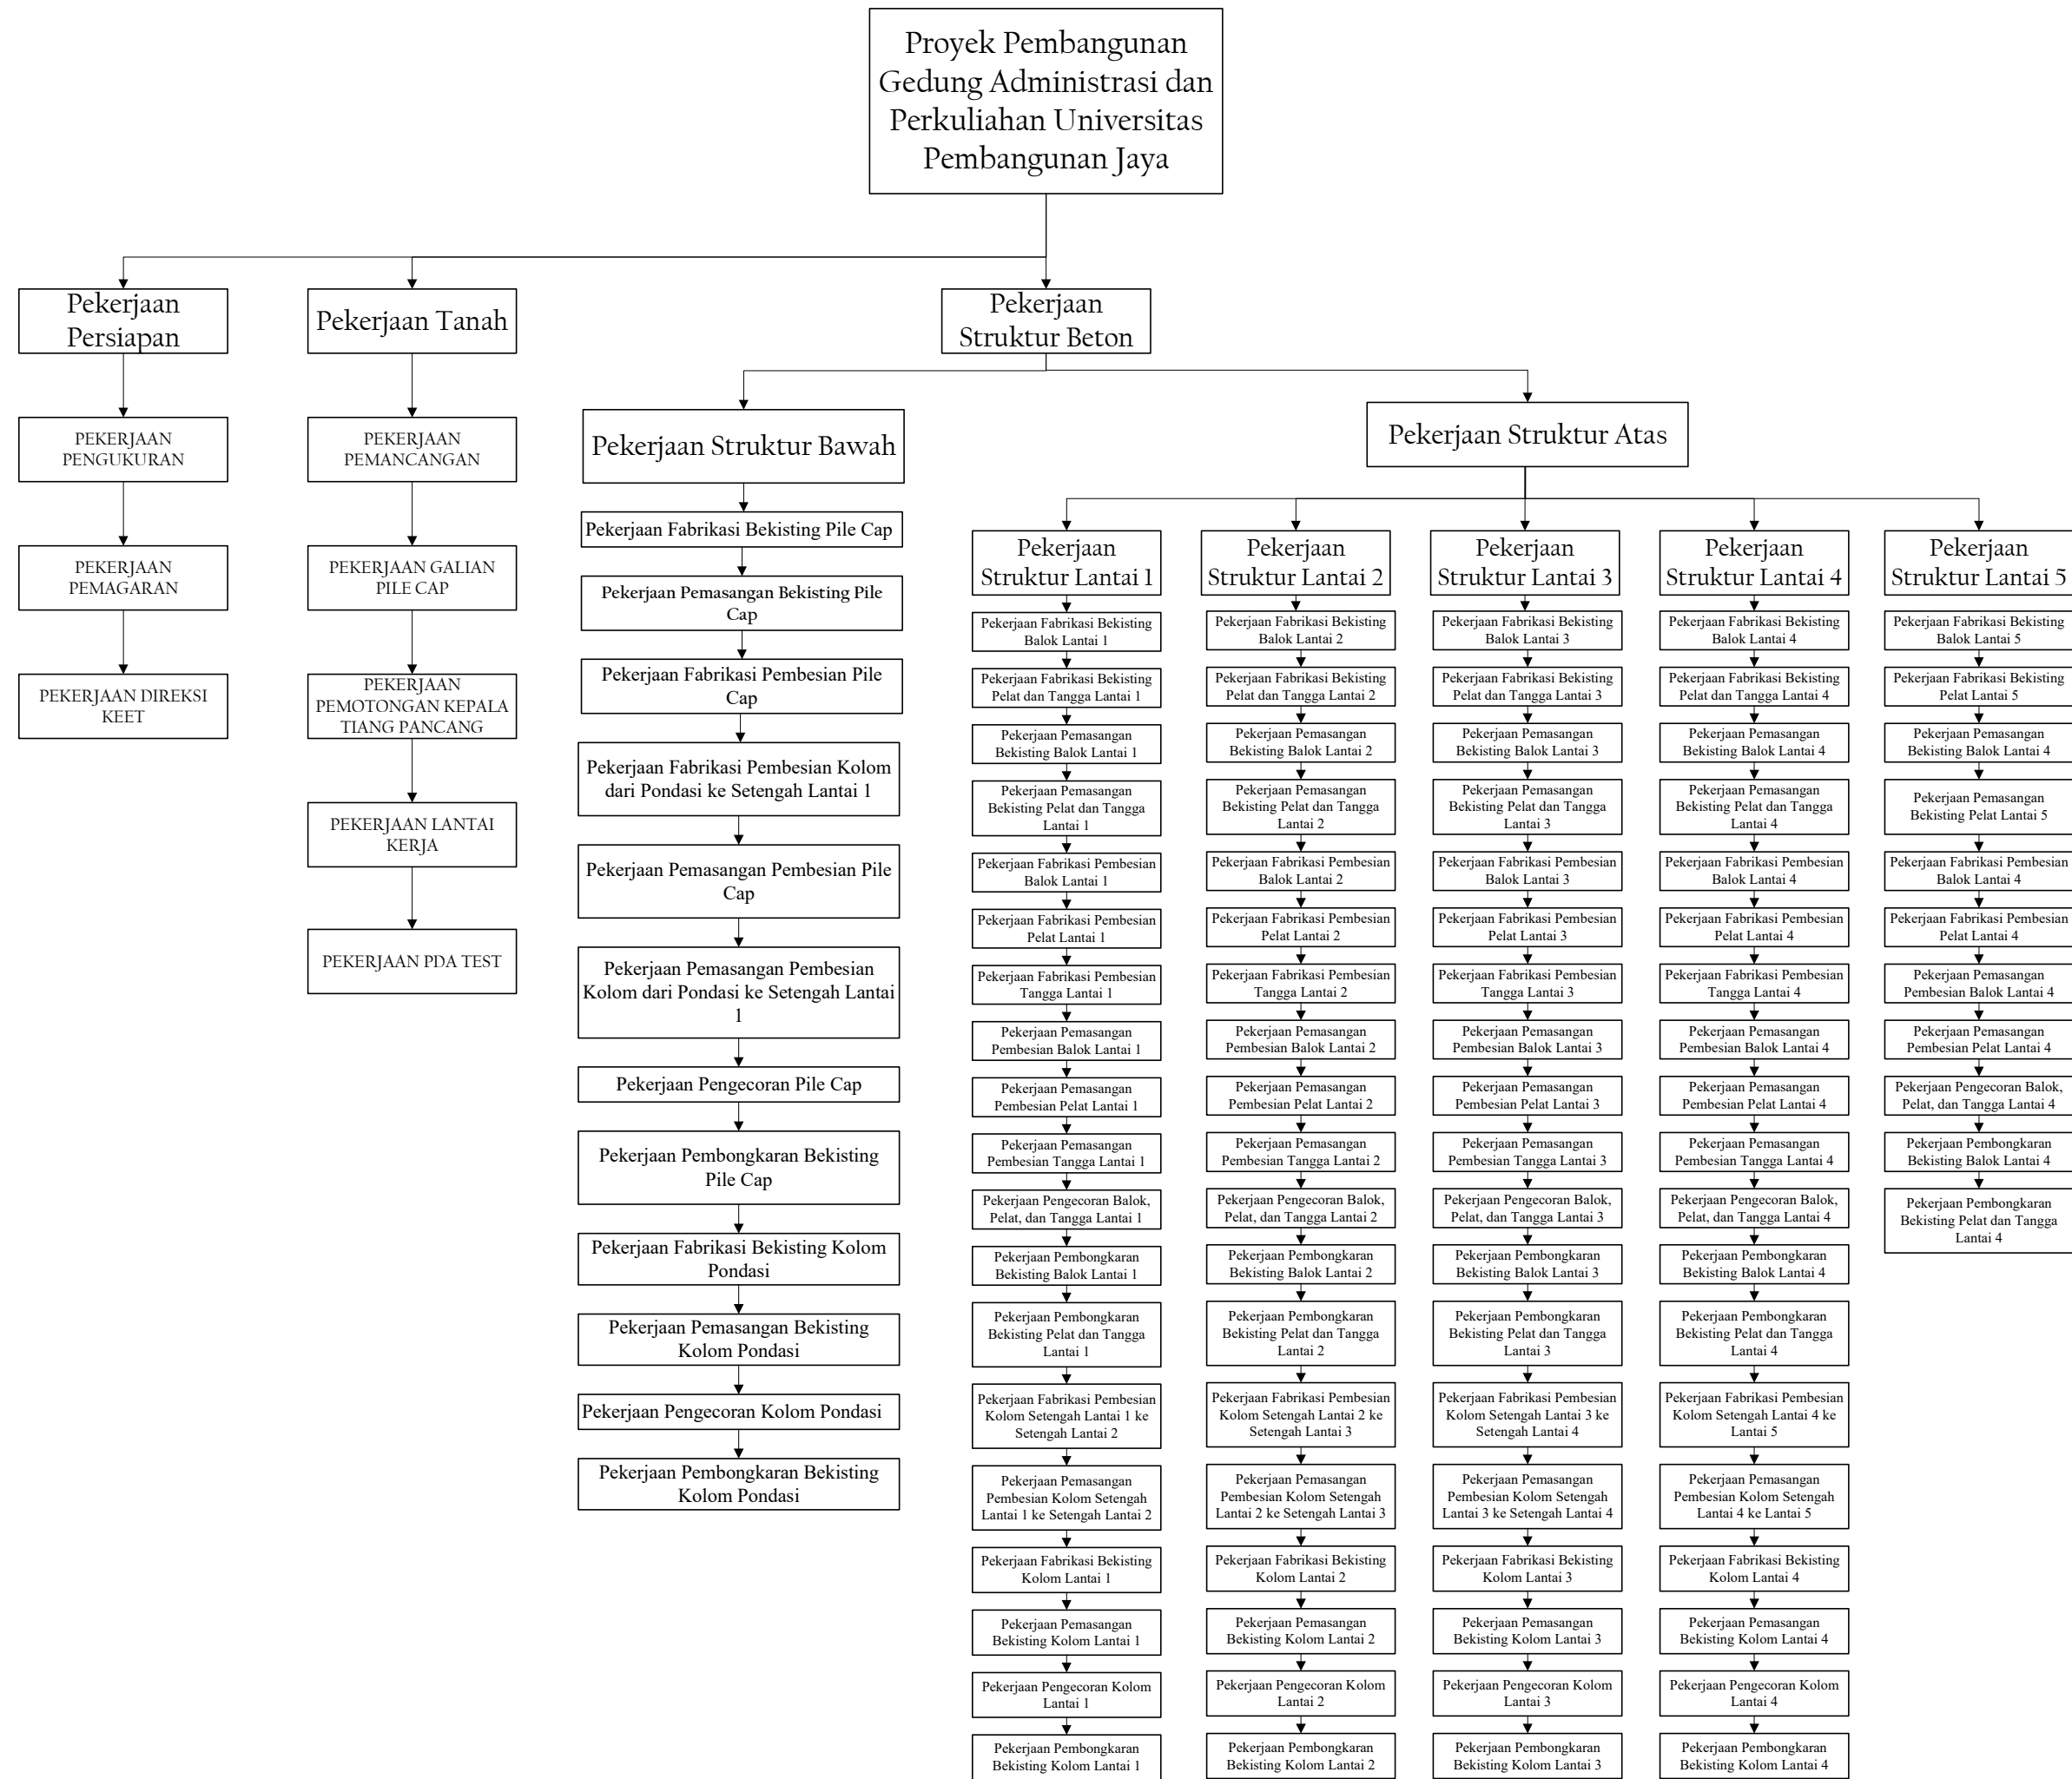 Proyek Pembangunan
Gedung Administrasi dan
Perkuliahan Universitas
Pembangunan Jaya
Pekerjaan
Persiapan
PEKERJAAN
PENGUKURAN
PEKERJAAN
PEMAGARAN
PEKERJAAN DIREKSI
KEET
Pekerjaan Tanah
PEKERJAAN
PEMANCANGAN
PEKERJAAN GALIAN
PILE CAP
PEKERJAAN
PEMOTONGAN KEPALA
TIANG PANCANG
PEKERJAAN LANTAI
KERJA
PEKERJAAN PDA TEST
Pekerjaan
Struktur Beton
Pekerjaan Struktur Bawah
Pekerjaan Fabrikasi Bekisting Pile Cap
Pekerjaan Pemasangan Bekisting Pile
Cap
Pekerjaan Fabrikasi Pembesian Pile
Cap
Pekerjaan Fabrikasi Pembesian Kolom
dari Pondasi ke Setengah Lantai 1
Pekerjaan Pemasangan Pembesian Pile
Cap
Pekerjaan Pemasangan Pembesian
Kolom dari Pondasi ke Setengah Lantai
1
Pekerjaan Pengecoran Pile Cap
Pekerjaan Pembongkaran Bekisting
Pile Cap
Pekerjaan Fabrikasi Bekisting Kolom
Pondasi
Pekerjaan Pemasangan Bekisting
Kolom Pondasi
Pekerjaan Pengecoran Kolom Pondasi
Pekerjaan Pembongkaran Bekisting
Kolom Pondasi
Pekerjaan Struktur Atas
Pekerjaan
Struktur Lantai 1
Pekerjaan Fabrikasi Bekisting
Balok Lantai 1
Pekerjaan Fabrikasi Bekisting
Pelat dan Tangga Lantai 1
Pekerjaan Pemasangan
Bekisting Balok Lantai 1
Pekerjaan Pemasangan
Bekisting Pelat dan Tangga
Lantai 1
Pekerjaan Fabrikasi Pembesian
Balok Lantai 1
Pekerjaan Fabrikasi Pembesian
Pelat Lantai 1
Pekerjaan Fabrikasi Pembesian
Tangga Lantai 1
Pekerjaan Pemasangan
Pembesian Balok Lantai 1
Pekerjaan Pemasangan
Pembesian Pelat Lantai 1
Pekerjaan Pemasangan
Pembesian Tangga Lantai 1
Pekerjaan Pengecoran Balok,
Pelat, dan Tangga Lantai 1
Pekerjaan Pembongkaran
Bekisting Balok Lantai 1
Pekerjaan Pembongkaran
Bekisting Pelat dan Tangga
Lantai 1
Pekerjaan Fabrikasi Pembesian
Kolom Setengah Lantai 1 ke
Setengah Lantai 2
Pekerjaan Pemasangan
Pembesian Kolom Setengah
Lantai 1 ke Setengah Lantai 2
Pekerjaan Fabrikasi Bekisting
Kolom Lantai 1
Pekerjaan Pemasangan
Bekisting Kolom Lantai 1
Pekerjaan Pengecoran Kolom
Lantai 1
Pekerjaan Pembongkaran
Bekisting Kolom Lantai 1
Pekerjaan
Struktur Lantai 2
Pekerjaan Fabrikasi Bekisting
Balok Lantai 2
Pekerjaan Fabrikasi Bekisting
Pelat dan Tangga Lantai 2
Pekerjaan Pemasangan
Bekisting Balok Lantai 2
Pekerjaan Pemasangan
Bekisting Pelat dan Tangga
Lantai 2
Pekerjaan Fabrikasi Pembesian
Balok Lantai 2
Pekerjaan Fabrikasi Pembesian
Pelat Lantai 2
Pekerjaan Fabrikasi Pembesian
Tangga Lantai 2
Pekerjaan Pemasangan
Pembesian Balok Lantai 2
Pekerjaan Pemasangan
Pembesian Pelat Lantai 2
Pekerjaan Pemasangan
Pembesian Tangga Lantai 2
Pekerjaan Pengecoran Balok,
Pelat, dan Tangga Lantai 2
Pekerjaan Pembongkaran
Bekisting Balok Lantai 2
Pekerjaan Pembongkaran
Bekisting Pelat dan Tangga
Lantai 2
Pekerjaan Fabrikasi Pembesian
Kolom Setengah Lantai 2 ke
Setengah Lantai 3
Pekerjaan Pemasangan
Pembesian Kolom Setengah
Lantai 2 ke Setengah Lantai 3
Pekerjaan Fabrikasi Bekisting
Kolom Lantai 2
Pekerjaan Pemasangan
Bekisting Kolom Lantai 2
Pekerjaan Pengecoran Kolom
Lantai 2
Pekerjaan Pembongkaran
Bekisting Kolom Lantai 2
Pekerjaan
Struktur Lantai 3
Pekerjaan Fabrikasi Bekisting
Balok Lantai 3
Pekerjaan Fabrikasi Bekisting
Pelat dan Tangga Lantai 3
Pekerjaan Pemasangan
Bekisting Balok Lantai 3
Pekerjaan Pemasangan
Bekisting Pelat dan Tangga
Lantai 3
Pekerjaan Fabrikasi Pembesian
Balok Lantai 3
Pekerjaan Fabrikasi Pembesian
Pelat Lantai 3
Pekerjaan Fabrikasi Pembesian
Tangga Lantai 3
Pekerjaan Pemasangan
Pembesian Balok Lantai 3
Pekerjaan Pemasangan
Pembesian Pelat Lantai 3
Pekerjaan Pemasangan
Pembesian Tangga Lantai 3
Pekerjaan Pengecoran Balok,
Pelat, dan Tangga Lantai 3
Pekerjaan Pembongkaran
Bekisting Balok Lantai 3
Pekerjaan Pembongkaran
Bekisting Pelat dan Tangga
Lantai 3
Pekerjaan Fabrikasi Pembesian
Kolom Setengah Lantai 3 ke
Setengah Lantai 4
Pekerjaan Pemasangan
Pembesian Kolom Setengah
Lantai 3 ke Setengah Lantai 4
Pekerjaan Fabrikasi Bekisting
Kolom Lantai 3
Pekerjaan Pemasangan
Bekisting Kolom Lantai 3
Pekerjaan Pengecoran Kolom
Lantai 3
Pekerjaan Pembongkaran
Bekisting Kolom Lantai 3
Pekerjaan
Struktur Lantai 4
Pekerjaan Fabrikasi Bekisting
Balok Lantai 4
Pekerjaan Fabrikasi Bekisting
Pelat dan Tangga Lantai 4
Pekerjaan Pemasangan
Bekisting Balok Lantai 4
Pekerjaan Pemasangan
Bekisting Pelat dan Tangga
Lantai 4
Pekerjaan Fabrikasi Pembesian
Balok Lantai 4
Pekerjaan Fabrikasi Pembesian
Pelat Lantai 4
Pekerjaan Fabrikasi Pembesian
Tangga Lantai 4
Pekerjaan Pemasangan
Pembesian Balok Lantai 4
Pekerjaan Pemasangan
Pembesian Pelat Lantai 4
Pekerjaan Pemasangan
Pembesian Tangga Lantai 4
Pekerjaan Pengecoran Balok,
Pelat, dan Tangga Lantai 4
Pekerjaan Pembongkaran
Bekisting Balok Lantai 4
Pekerjaan Pembongkaran
Bekisting Pelat dan Tangga
Lantai 4
Pekerjaan Fabrikasi Pembesian
Kolom Setengah Lantai 4 ke
Lantai 5
Pekerjaan Pemasangan
Pembesian Kolom Setengah
Lantai 4 ke Lantai 5
Pekerjaan Fabrikasi Bekisting
Kolom Lantai 4
Pekerjaan Pemasangan
Bekisting Kolom Lantai 4
Pekerjaan Pengecoran Kolom
Lantai 4
Pekerjaan Pembongkaran
Bekisting Kolom Lantai 4
Pekerjaan
Struktur Lantai 5
Pekerjaan Fabrikasi Bekisting
Balok Lantai 5
Pekerjaan Fabrikasi Bekisting
Pelat Lantai 5
Pekerjaan Pemasangan
Bekisting Balok Lantai 4
Pekerjaan Pemasangan
Bekisting Pelat Lantai 5
Pekerjaan Fabrikasi Pembesian
Balok Lantai 4
Pekerjaan Fabrikasi Pembesian
Pelat Lantai 4
Pekerjaan Pemasangan
Pembesian Balok Lantai 4
Pekerjaan Pemasangan
Pembesian Pelat Lantai 4
Pekerjaan Pengecoran Balok,
Pelat, dan Tangga Lantai 4
Pekerjaan Pembongkaran
Bekisting Balok Lantai 4
Pekerjaan Pembongkaran
Bekisting Pelat dan Tangga
Lantai 4